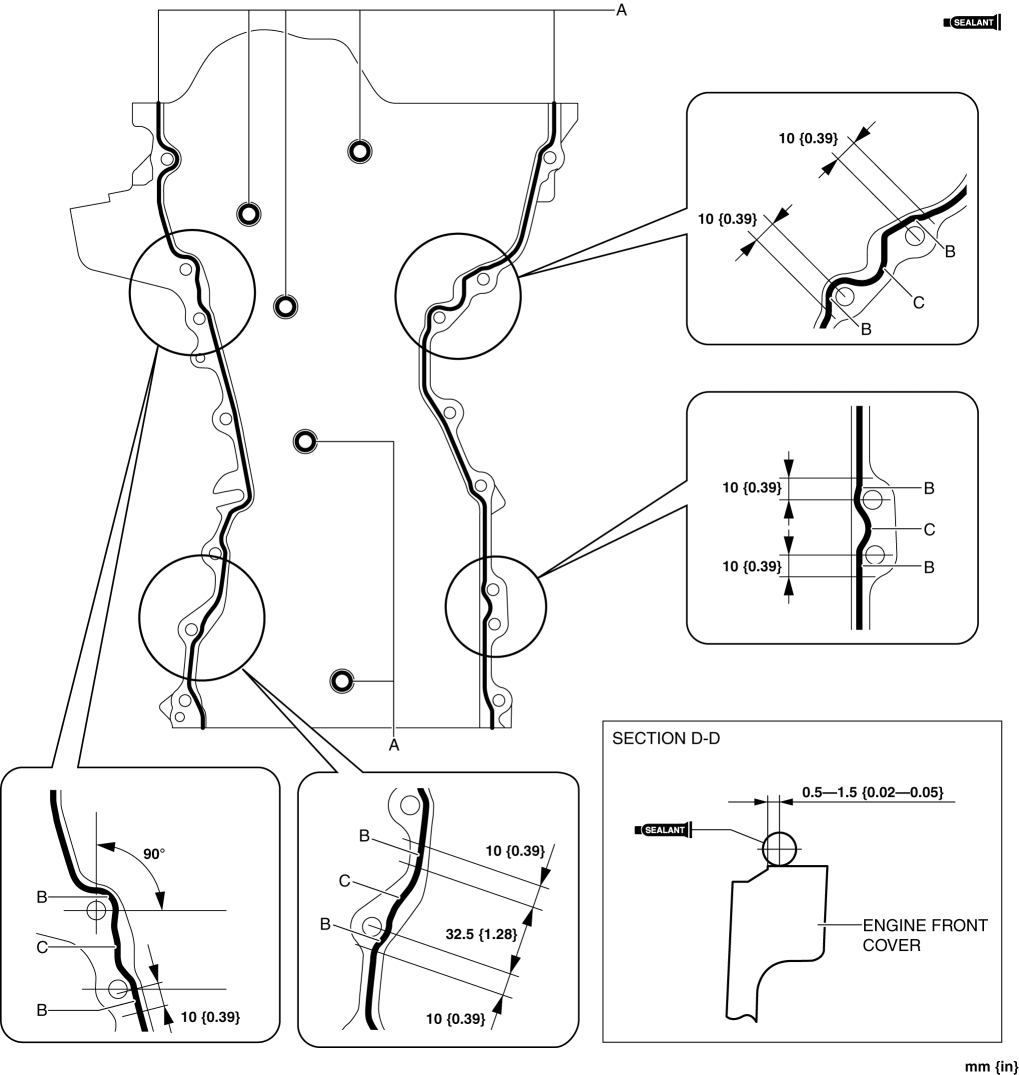 A
SEALANT
10 {0.39}
10 {0.39}
B
C
B
10 {0.39}
B
C
10 {0.39}
B
A
90°
B
C
B
10 {0.39}
B
C
B
10 {0.39}
32.5 {1.28}
10 {0.39}
SECTION D-D
0.5—1.5 {0.02—0.05}
SEALANT
ENGINE FRONT
COVER
mm {in}